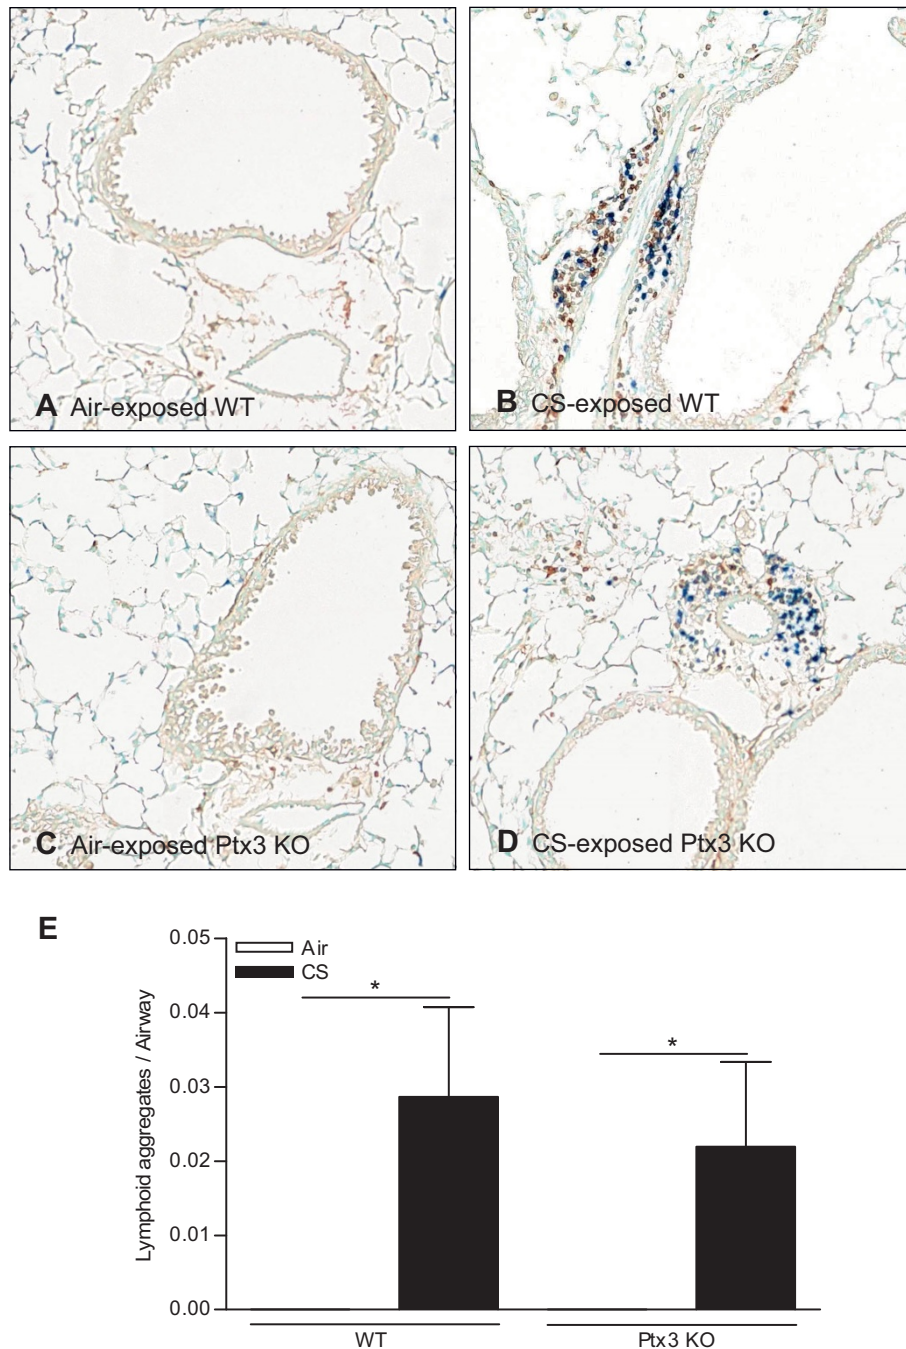 A Air-exposed WT
B CS-exposed WT
C Air-exposed Ptx3 KO
D CS-exposed Ptx3 KO
E
0.05
0.04
0.03
0.02
0.01
0.00
Lymphoid aggregates / Airway
Air
CS
*
*
WT
Ptx3 KO